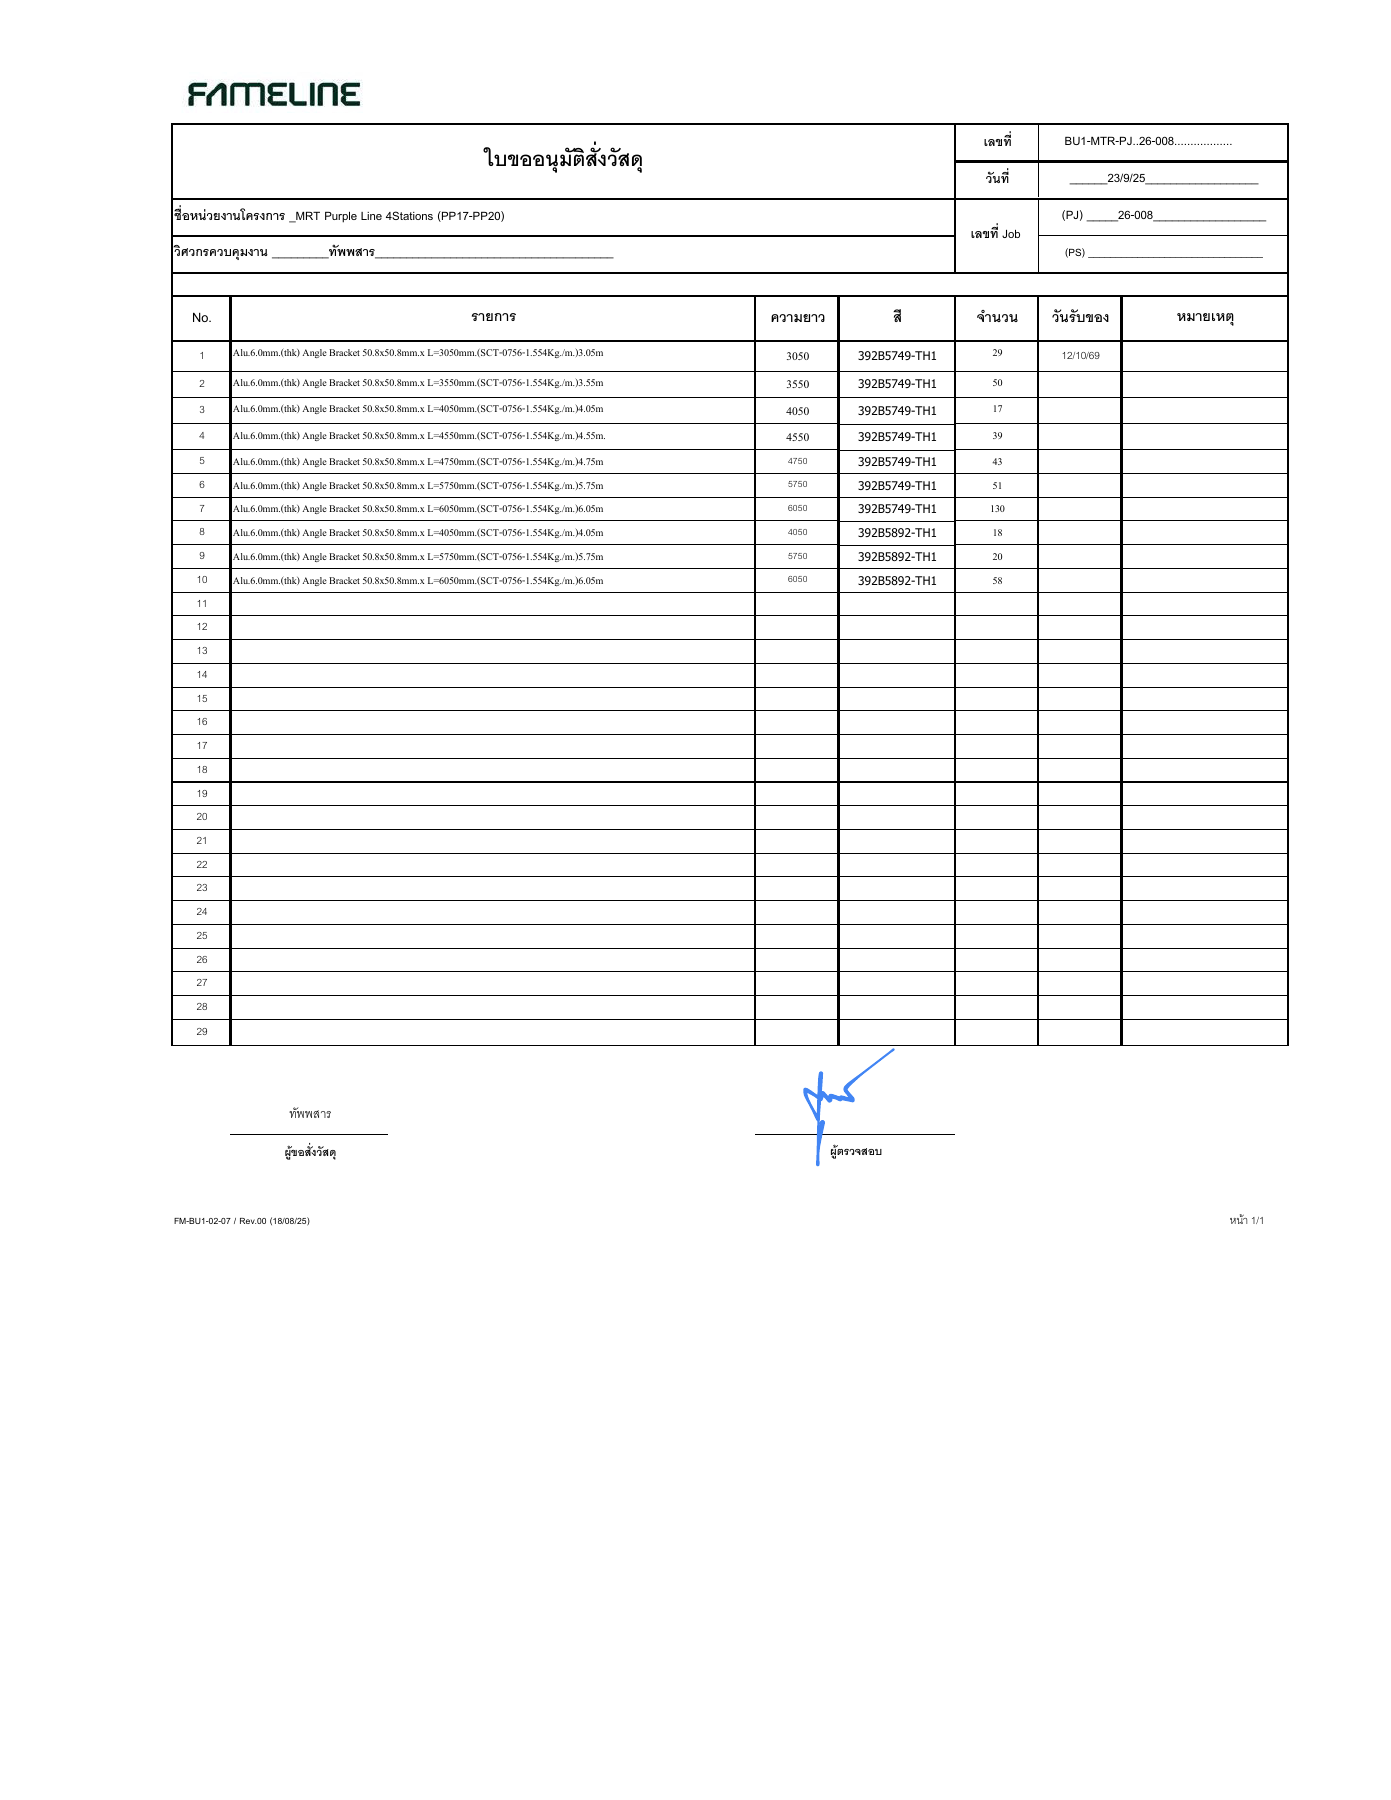 FAMELINE
ใบขออนุมัติสั่งวัสดุ
เลขที่ BU1-MTR-PJ..26-008.................
วันที่ ______23/9/25__________________
ชื่อหน่วยงานโครงการ _MRT Purple Line 4Stations (PP17-PP20)
เลขที่ Job (PJ) _____26-008__________________
วิศวกรควบคุมงาน _________ทัพพสาร______________________________________
(PS) ______________________________
No. รายการ ความยาว สี จำนวน วันรับของ หมายเหตุ
1 Alu.6.0mm.(thk) Angle Bracket 50.8x50.8mm.x L=3050mm.(SCT-0756-1.554Kg./m.)3.05m 3050 392B5749-TH1 29 12/10/69
2 Alu.6.0mm.(thk) Angle Bracket 50.8x50.8mm.x L=3550mm.(SCT-0756-1.554Kg./m.)3.55m 3550 392B5749-TH1 50
3 Alu.6.0mm.(thk) Angle Bracket 50.8x50.8mm.x L=4050mm.(SCT-0756-1.554Kg./m.)4.05m 4050 392B5749-TH1 17
4 Alu.6.0mm.(thk) Angle Bracket 50.8x50.8mm.x L=4550mm.(SCT-0756-1.554Kg./m.)4.55m. 4550 392B5749-TH1 39
5 Alu.6.0mm.(thk) Angle Bracket 50.8x50.8mm.x L=4750mm.(SCT-0756-1.554Kg./m.)4.75m 4750 392B5749-TH1 43
6 Alu.6.0mm.(thk) Angle Bracket 50.8x50.8mm.x L=5750mm.(SCT-0756-1.554Kg./m.)5.75m 5750 392B5749-TH1 51
7 Alu.6.0mm.(thk) Angle Bracket 50.8x50.8mm.x L=6050mm.(SCT-0756-1.554Kg./m.)6.05m 6050 392B5749-TH1 130
8 Alu.6.0mm.(thk) Angle Bracket 50.8x50.8mm.x L=4050mm.(SCT-0756-1.554Kg./m.)4.05m 4050 392B5892-TH1 18
9 Alu.6.0mm.(thk) Angle Bracket 50.8x50.8mm.x L=5750mm.(SCT-0756-1.554Kg./m.)5.75m 5750 392B5892-TH1 20
10 Alu.6.0mm.(thk) Angle Bracket 50.8x50.8mm.x L=6050mm.(SCT-0756-1.554Kg./m.)6.05m 6050 392B5892-TH1 58
11
12
13
14
15
16
17
18
19
20
21
22
23
24
25
26
27
28
29
ทัพพสาร
ผู้ขอสั่งวัสดุ ผู้ตรวจสอบ
FM-BU1-02-07 / Rev.00 (18/08/25) หน้า 1/1